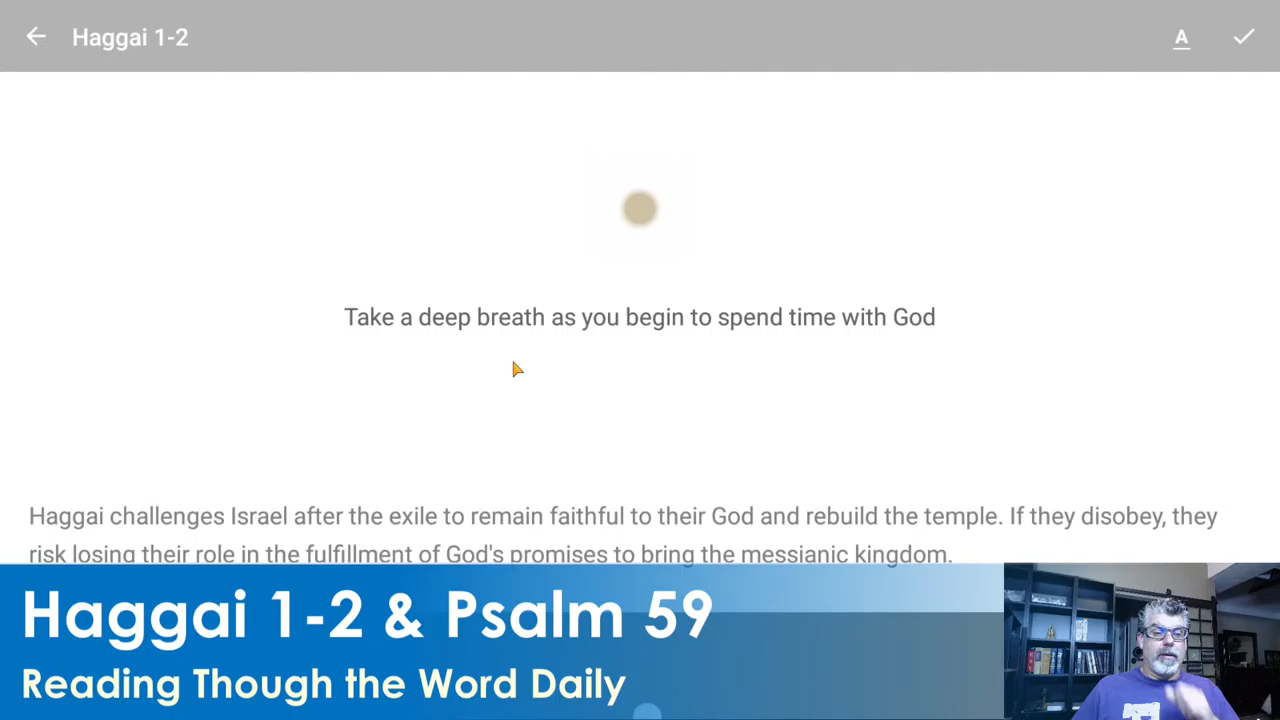 Haggai 1-2
A
Take a deep breath as you begin to spend time with God
Haggai challenges Israel after the exile to remain faithful to their God and rebuild the temple. If they disobey, they
risk losing their role in the fulfillment of God's promises to bring the messianic kingdom.
Haggai 1-2 & Psalm 59
Reading Though the Word Daily